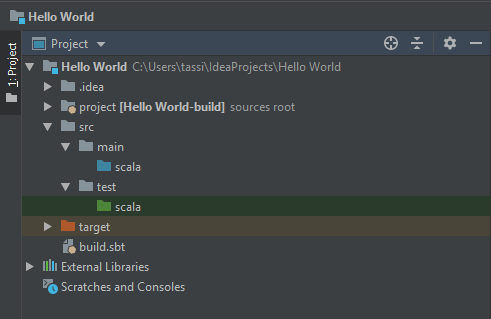 Hello World
1: Project
Project
Hello World C:\Users\tassi\IdeaProjects\Hello World
.idea
project [Hello World-build] sources root
src
main
scala
test
scala
target
build.sbt
External Libraries
Scratches and Consoles